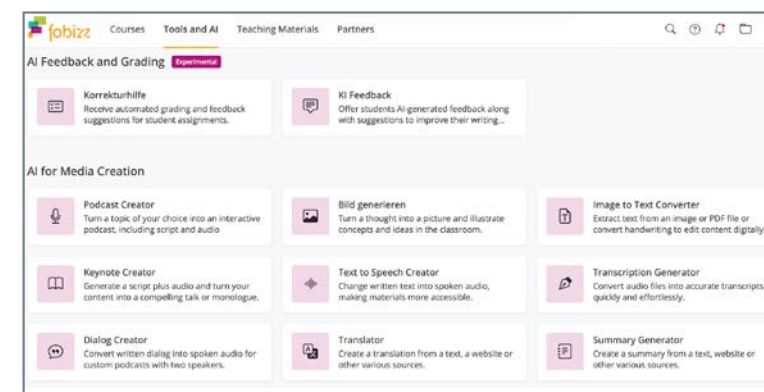 fobizz Courses Tools and AI Teaching Materials Partners
AI Feedback and Grading Experimental
Korrekturhilfe
Receive automated grading and feedback
suggestions for student assignments.
KI Feedback
Offer students AI-generated feedback along
with suggestions to improve their writing...
AI for Media Creation
Podcast Creator
Turn a topic of your choice into an interactive
podcast, including script and audio
Bild generieren
Turn a thought into a picture and illustrate
concepts and ideas in the classroom.
Image to Text Converter
Extract text from an image or PDF file or
convert handwriting to edit content digitally.
Keynote Creator
Generate a script plus audio and turn your
content into a compelling talk or monologue.
Text to Speech Creator
Change written text into spoken audio,
making materials more accessible.
Transcription Generator
Convert audio files into accurate transcripts
quickly and effortlessly.
Dialog Creator
Convert written dialog into spoken audio for
custom podcasts with two speakers.
Translator
Create a translation from a text, a website or
other various sources.
Summary Generator
Create a summary from a text, website or
other various sources.